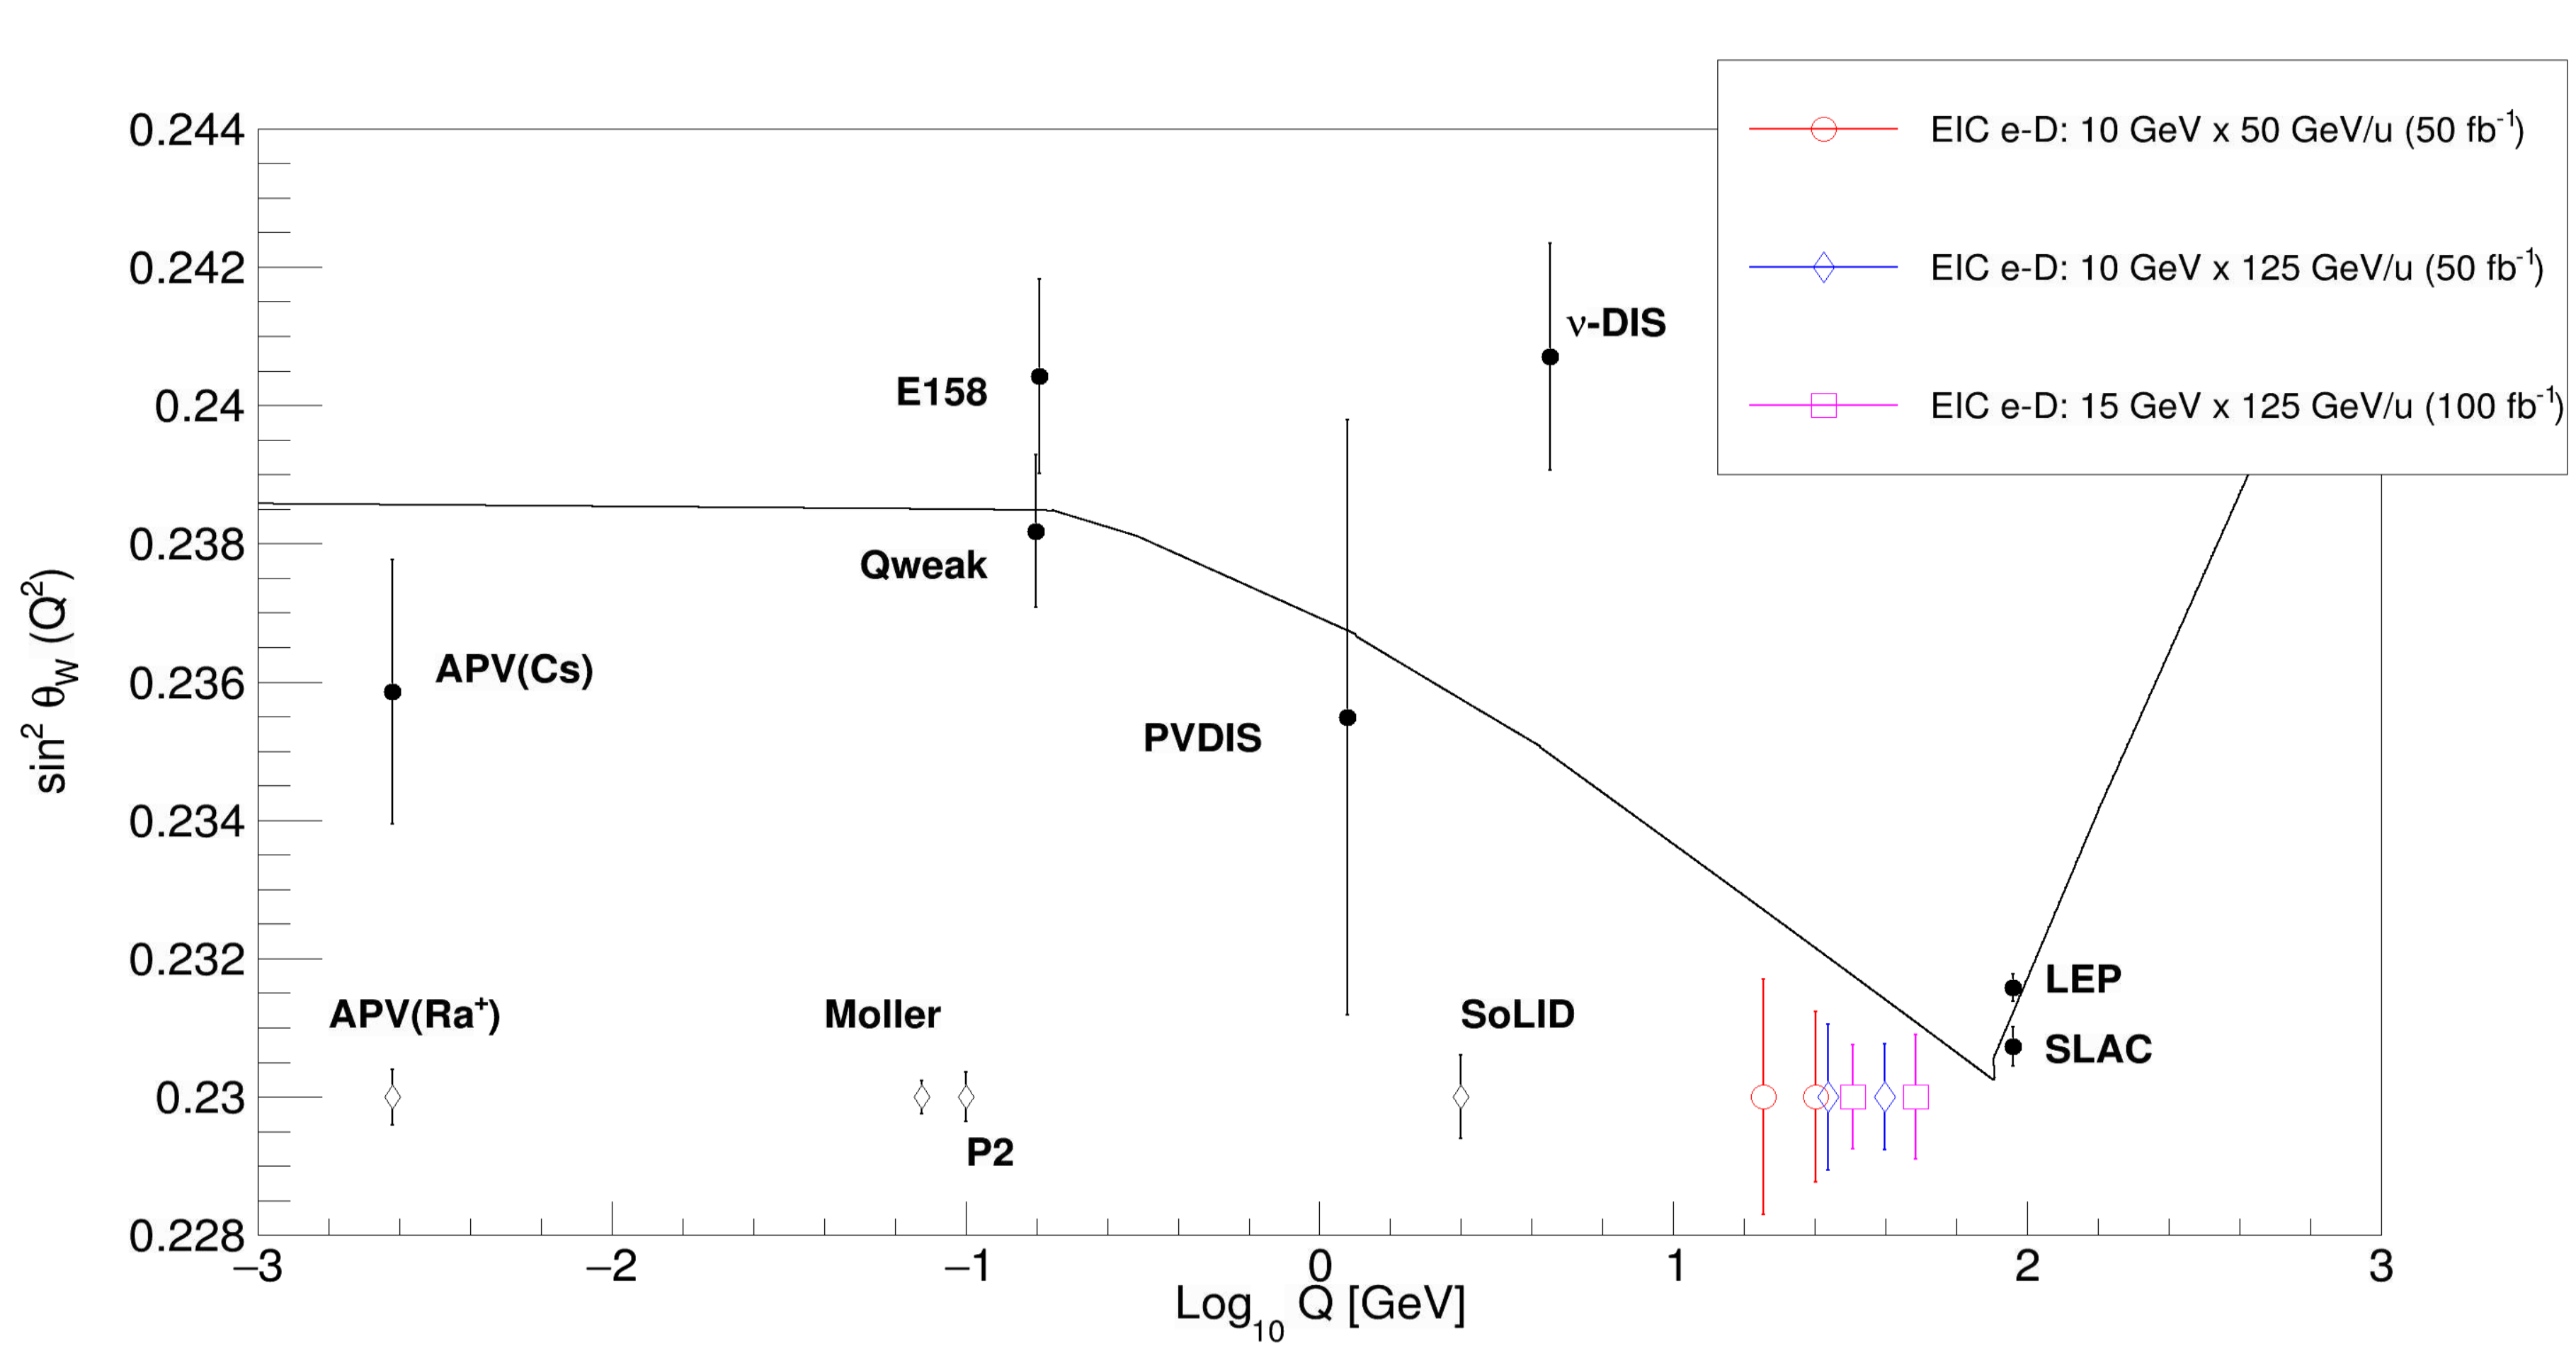 EIC e-D: 10 GeV x 50 GeV/u (50 fb⁻¹)
EIC e-D: 10 GeV x 125 GeV/u (50 fb⁻¹)
EIC e-D: 15 GeV x 125 GeV/u (100 fb⁻¹)
0.244
0.242
0.24
0.238
0.236
0.234
0.232
0.23
0.228
sin² θ_W (Q²)
ν-DIS
E158
Qweak
APV(Cs)
PVDIS
LEP
APV(Ra⁺)
Moller
SoLID
SLAC
P2
−3
−2
−1
0
1
2
3
Log₁₀ Q [GeV]